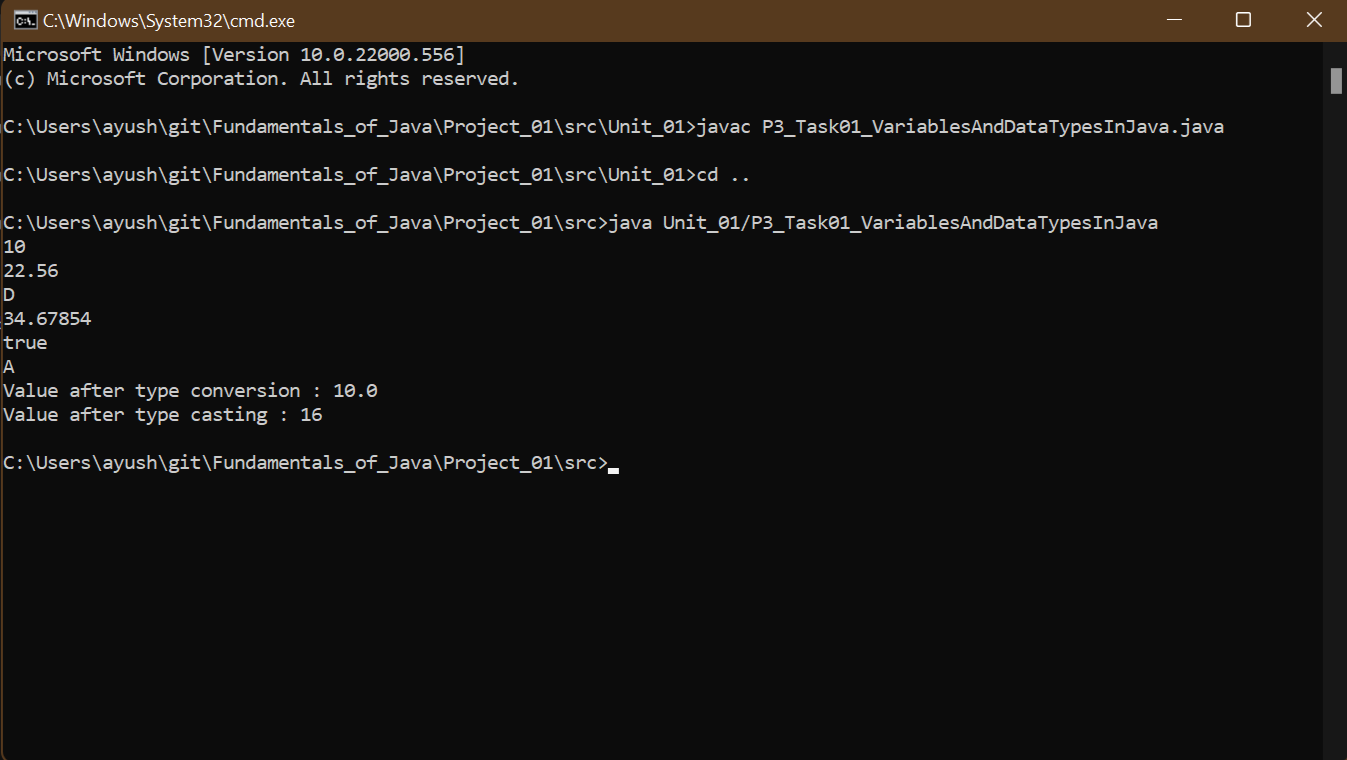 C:\Windows\System32\cmd.exe
Microsoft Windows [Version 10.0.22000.556]
(c) Microsoft Corporation. All rights reserved.
C:\Users\ayush\git\Fundamentals_of_Java\Project_01\src\Unit_01>javac P3_Task01_VariablesAndDataTypesInJava.java
C:\Users\ayush\git\Fundamentals_of_Java\Project_01\src\Unit_01>cd ..
C:\Users\ayush\git\Fundamentals_of_Java\Project_01\src>java Unit_01/P3_Task01_VariablesAndDataTypesInJava
10
22.56
D
34.67854
true
A
Value after type conversion : 10.0
Value after type casting : 16
C:\Users\ayush\git\Fundamentals_of_Java\Project_01\src>